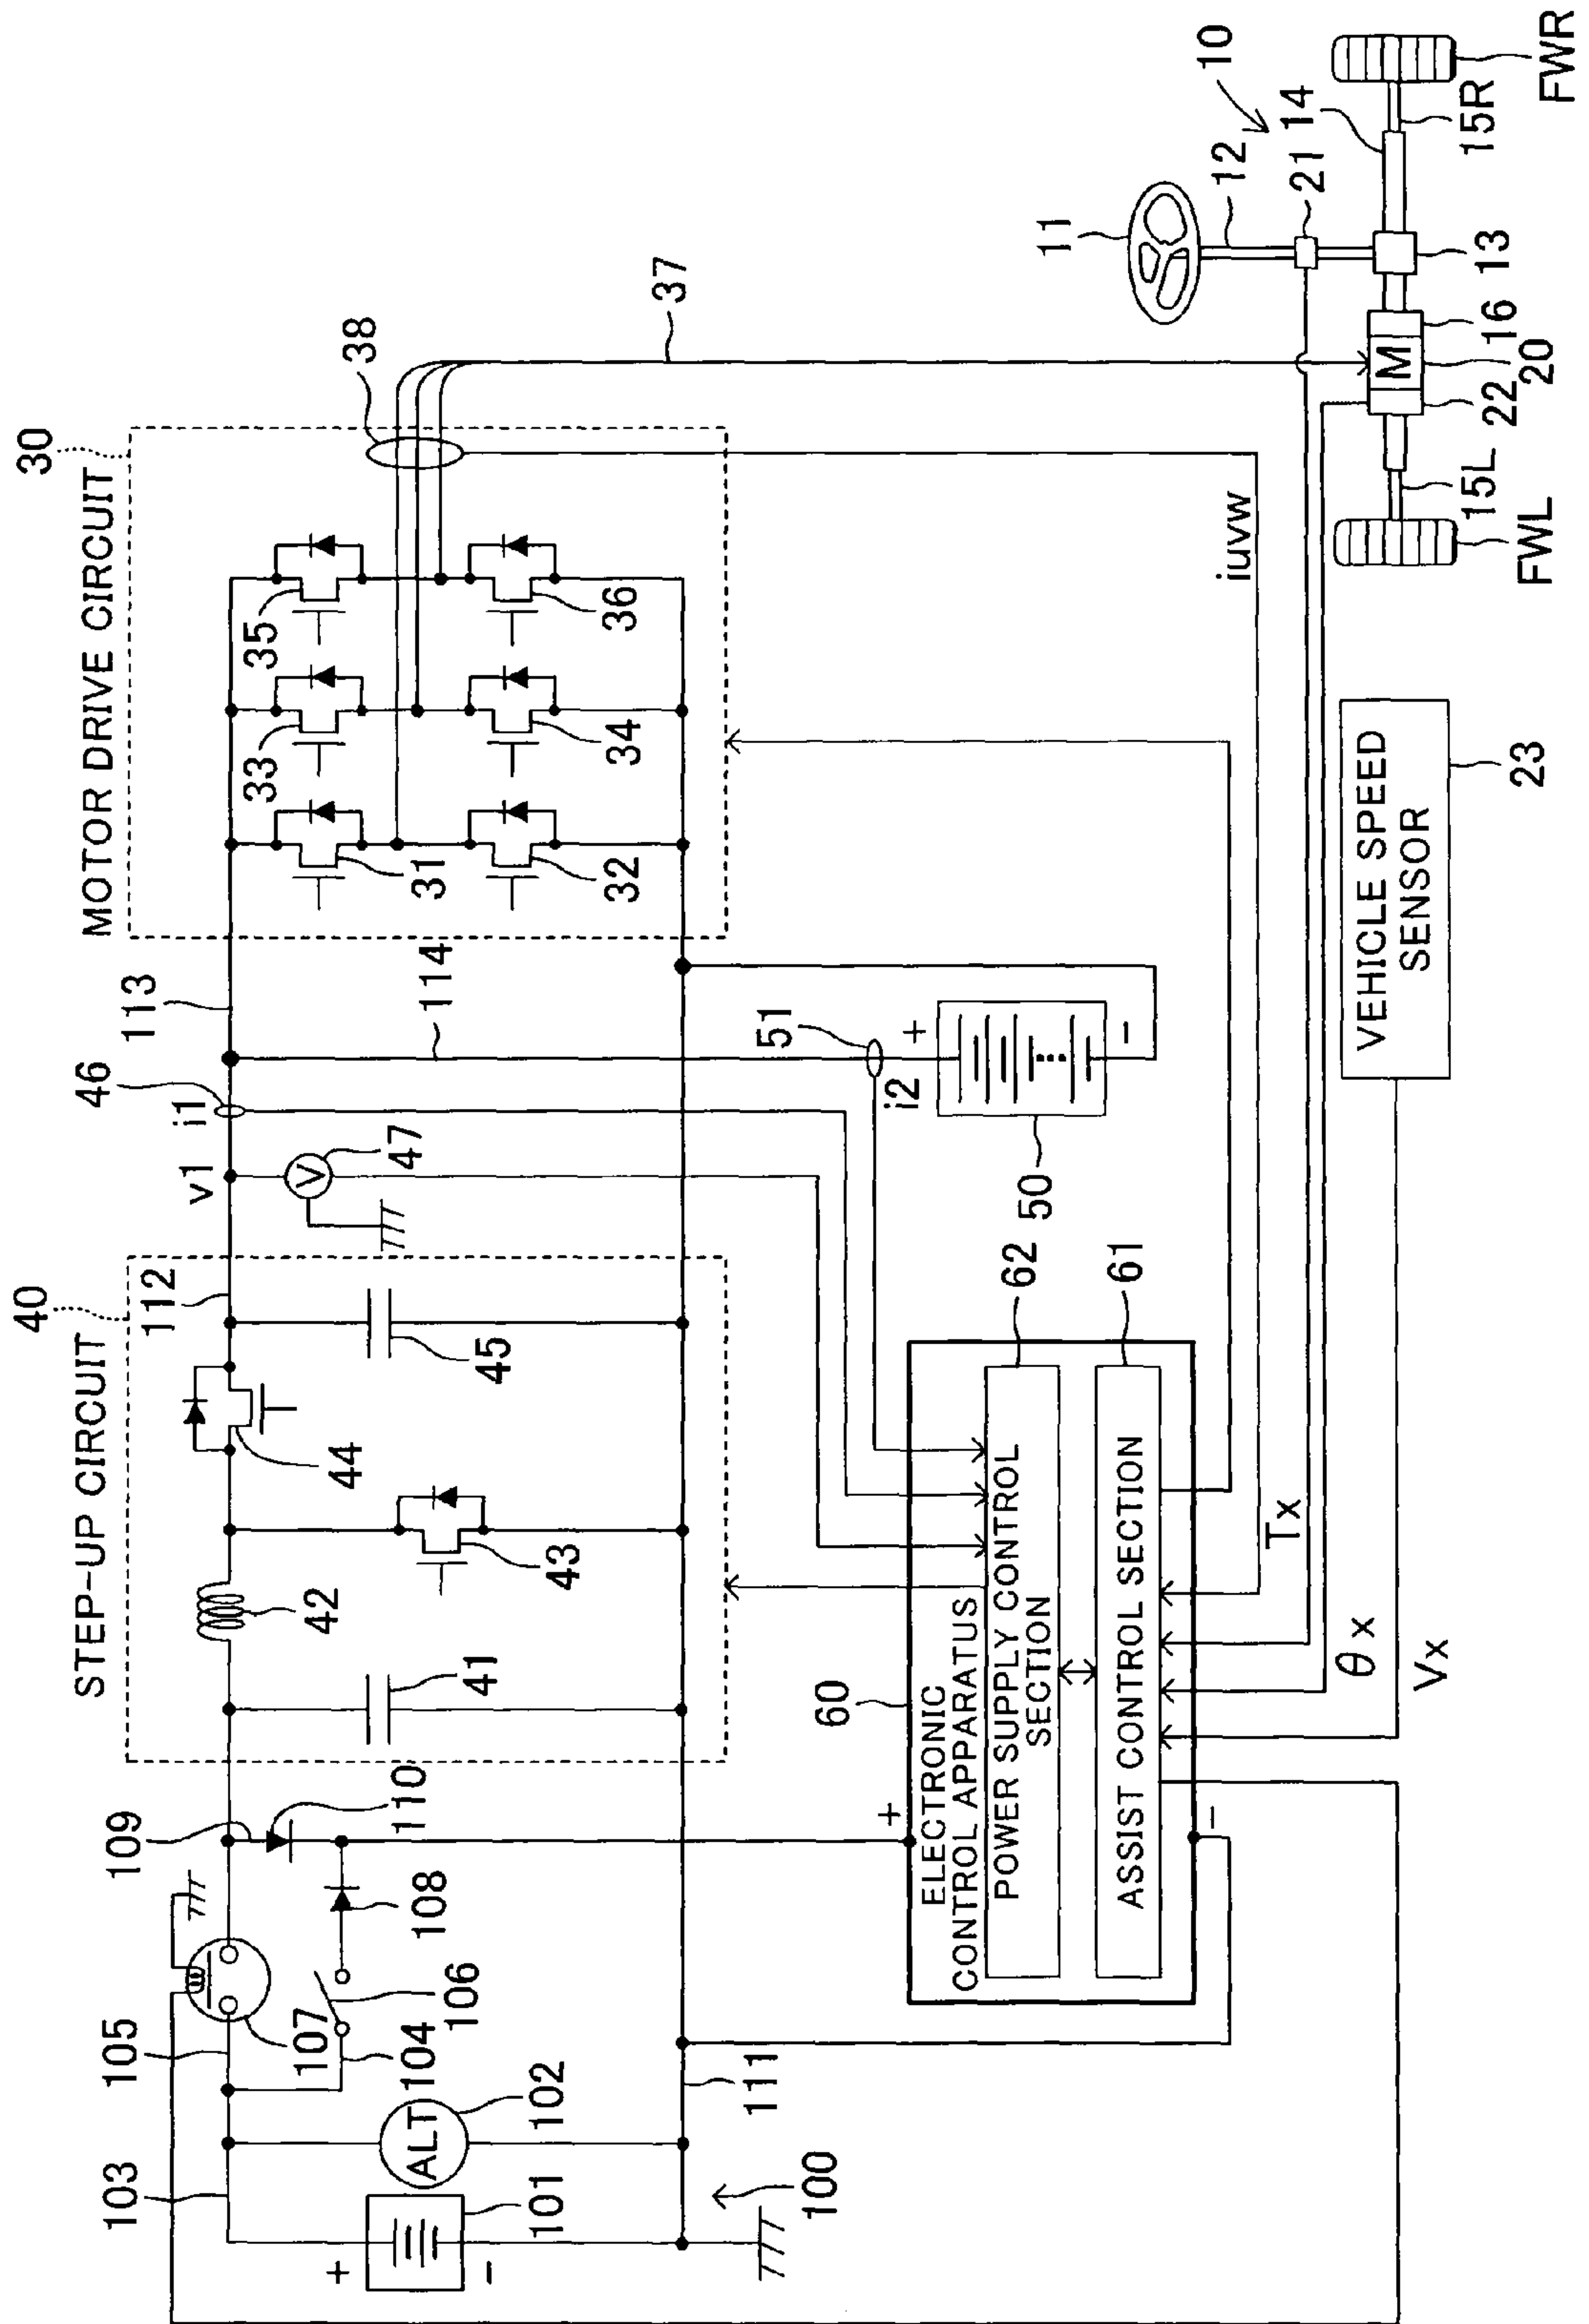 MOTOR DRIVE CIRCUIT
30
STEP-UP CIRCUIT
40
103
105
107
109
110
108
106
104
ALT
102
101
+
-
100
111
41
42
43
44
45
112
v1
47
i1
46
113
114
31
32
33
34
35
36
38
37
51
i2
+
-
50
60
62
61
+
-
ELECTRONIC
CONTROL APPARATUS
POWER SUPPLY CONTROL
SECTION
ASSIST CONTROL SECTION
V
iuvw
Tx
θx
Vx
VEHICLE SPEED
SENSOR
23
10
11
12
21
14
15R
FWR
13
16
M
20
22
15L
FWL